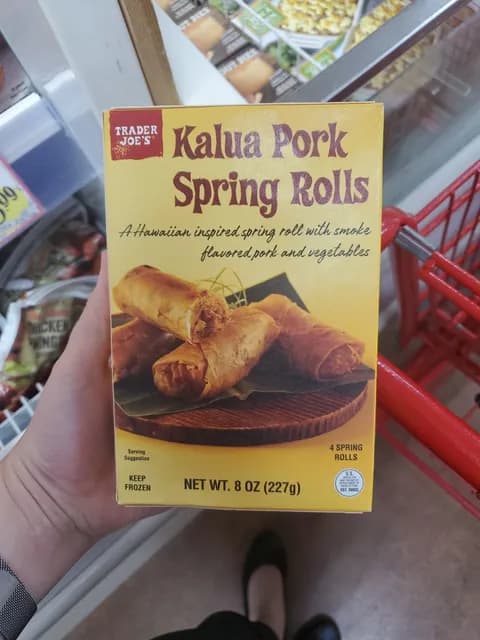 TRADER
JOE'S
Kalua Pork
Spring Rolls
A Hawaiian inspired spring roll with smoke
flavored pork and vegetables
Serving
Suggestion
KEEP
FROZEN
NET WT. 8 OZ (227g)
4 SPRING
ROLLS
U.S.